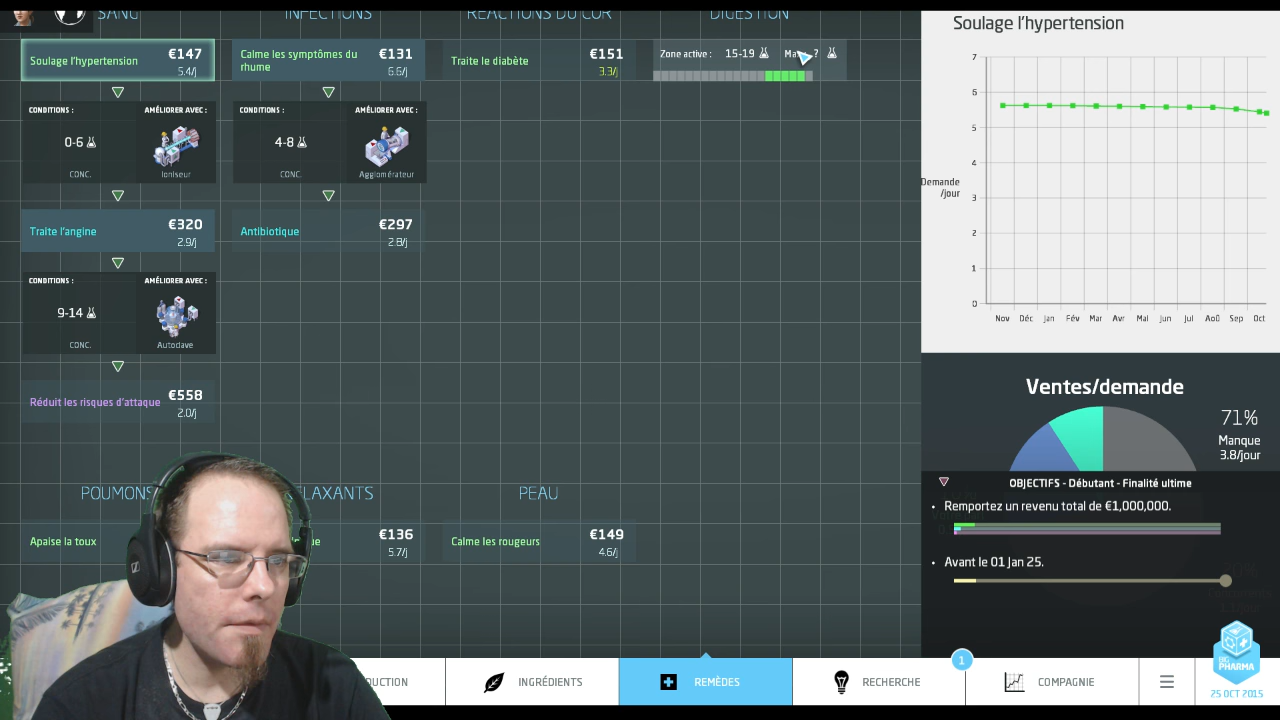 SANG
INFECTIONS
RÉACTIONS DU COR
DIGESTION
Soulage l'hypertension
€147
5.4/j
Calme les symptômes du
rhume
€131
6.6/j
Traite le diabète
€151
3.3/j
Zone active : 15-19
?
CONDITIONS :
AMÉLIORER AVEC :
0-6
CONC.
Ioniseur
CONDITIONS :
AMÉLIORER AVEC :
4-8
CONC.
Agglomérateur
Traite l'angine
€320
2.9/j
Antibiotique
€297
2.8/j
CONDITIONS :
AMÉLIORER AVEC :
9-14
CONC.
Autoclave
Réduit les risques d'attaque
€558
2.0/j
POUMONS
LAXANTS
PEAU
Apaise la toux
€136
5.7/j
Calme les rougeurs
€149
4.6/j
Soulage l'hypertension
7
6
5
4
3
2
1
0
Demande
/jour
Nov Déc Jan Fév Mar Avr Mai Jun Jul Aoû Sep Oct
Ventes/demande
71%
Manque
3.8/jour
OBJECTIFS - Débutant - Finalité ultime
• Remportez un revenu total de €1,000,000.
• Avant le 01 Jan 25.
DUCTION
INGRÉDIENTS
REMÈDES
RECHERCHE
1
COMPAGNIE
BIG
PHARMA
25 OCT 2015